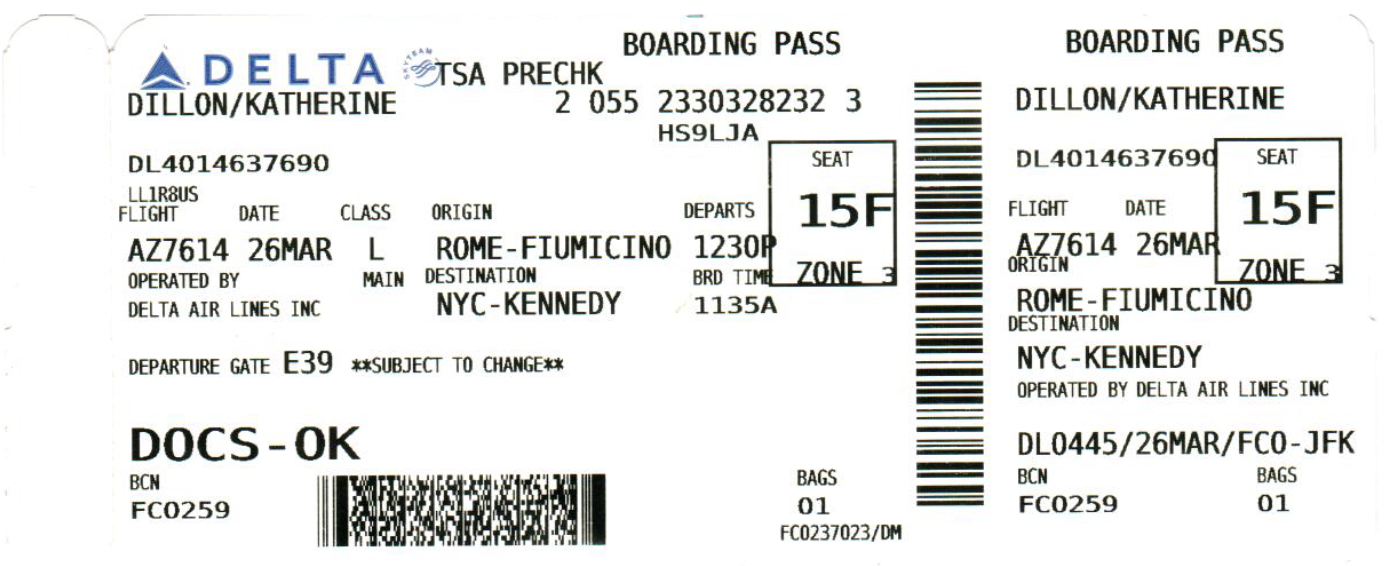 BOARDING PASS
DELTA SKYTEAM TSA PRECHK
DILLON/KATHERINE 2 055 2330328232 3
HS9LJA
DL4014637690
LL1R8US
SEAT
15F
ZONE 3
FLIGHT DATE CLASS ORIGIN DEPARTS
AZ7614 26MAR L ROME-FIUMICINO 1230P
OPERATED BY MAIN DESTINATION BRD TIME
DELTA AIR LINES INC NYC-KENNEDY 1135A
DEPARTURE GATE E39 **SUBJECT TO CHANGE**
DOCS-OK
BCN BAGS
FC0259 01
FC0237023/DM
BOARDING PASS
DILLON/KATHERINE
DL4014637690
SEAT
15F
ZONE 3
FLIGHT DATE
AZ7614 26MAR
ORIGIN
ROME-FIUMICINO
DESTINATION
NYC-KENNEDY
OPERATED BY DELTA AIR LINES INC
DL0445/26MAR/FCO-JFK
BCN BAGS
FC0259 01